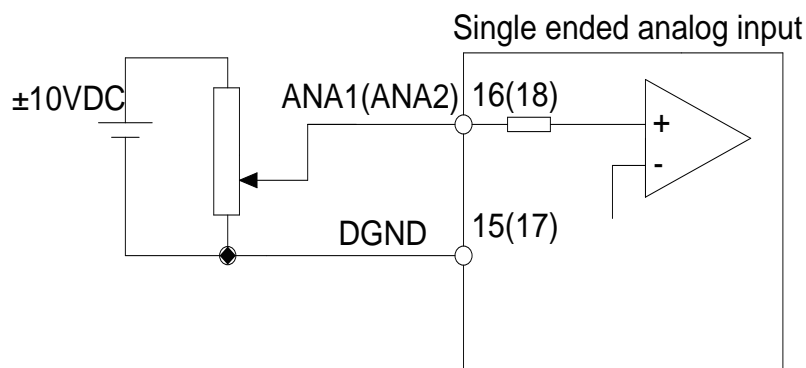 Single ended analog input
±10VDC
ANA1(ANA2)
16(18)
+
-
DGND
15(17)